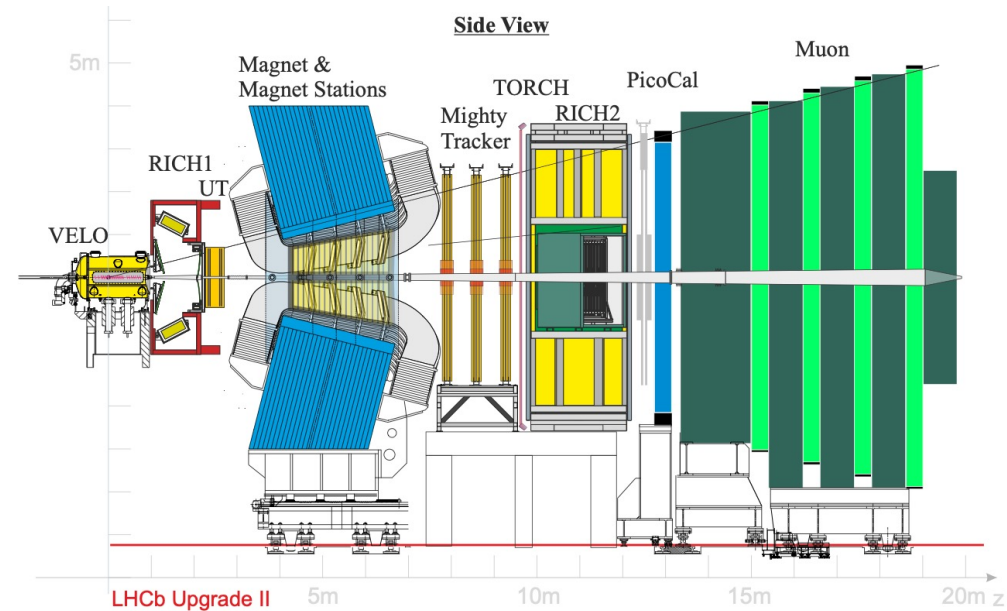 Side View
5m
Magnet &
Magnet Stations
Muon
PicoCal
TORCH
RICH2
Mighty
Tracker
RICH1
UT
VELO
LHCb Upgrade II
5m
10m
15m
20m
z